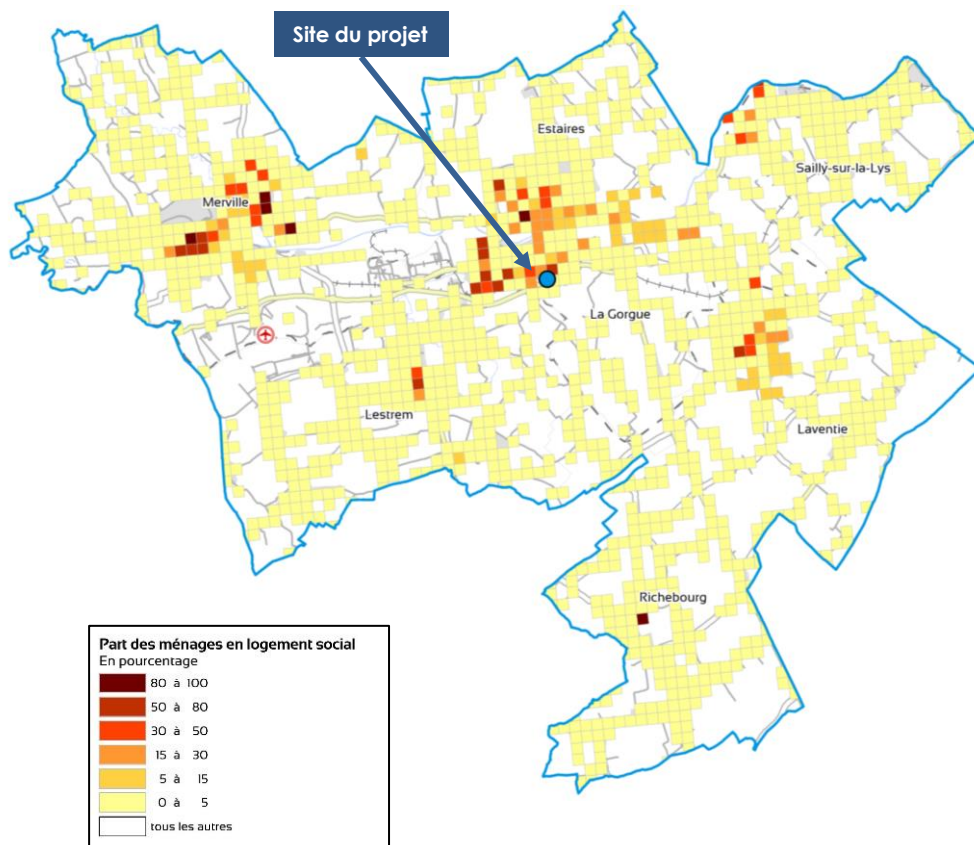 Site du projet
Estaires
Sailly-sur-la-Lys
Merville
La Gorgue
Lestrem
Laventie
Richebourg
Part des ménages en logement social
En pourcentage
80 à 100
50 à 80
30 à 50
15 à 30
5 à 15
0 à 5
tous les autres